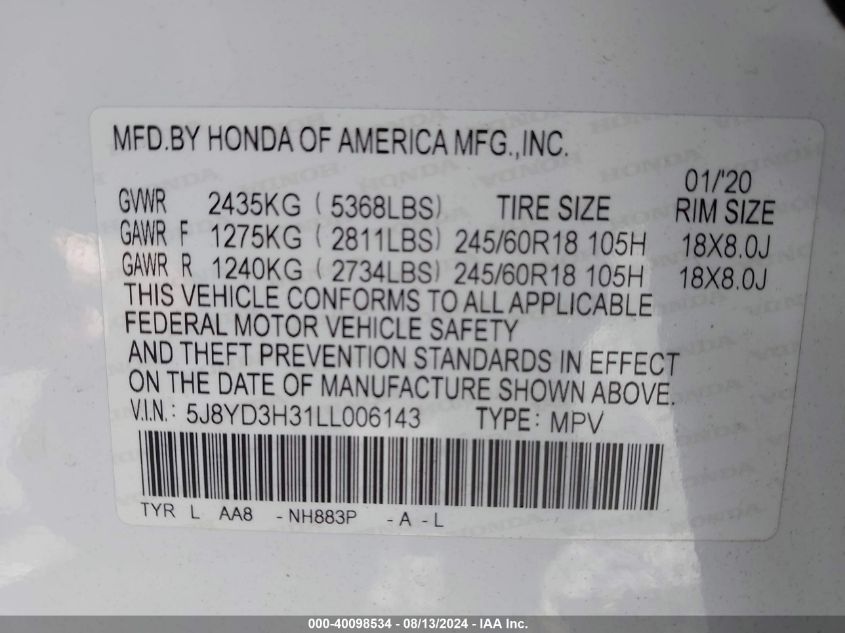 MFD.BY HONDA OF AMERICA MFG.,INC.
01/'20
GVWR 2435KG ( 5368LBS) TIRE SIZE RIM SIZE
GAWR F 1275KG ( 2811LBS) 245/60R18 105H 18X8.0J
GAWR R 1240KG ( 2734LBS) 245/60R18 105H 18X8.0J
THIS VEHICLE CONFORMS TO ALL APPLICABLE
FEDERAL MOTOR VEHICLE SAFETY
AND THEFT PREVENTION STANDARDS IN EFFECT
ON THE DATE OF MANUFACTURE SHOWN ABOVE.
V.I.N.: 5J8YD3H31LL006143 TYPE: MPV
TYR L AA8 - NH883P - A - L
000-40098534 - 08/13/2024 - IAA Inc.